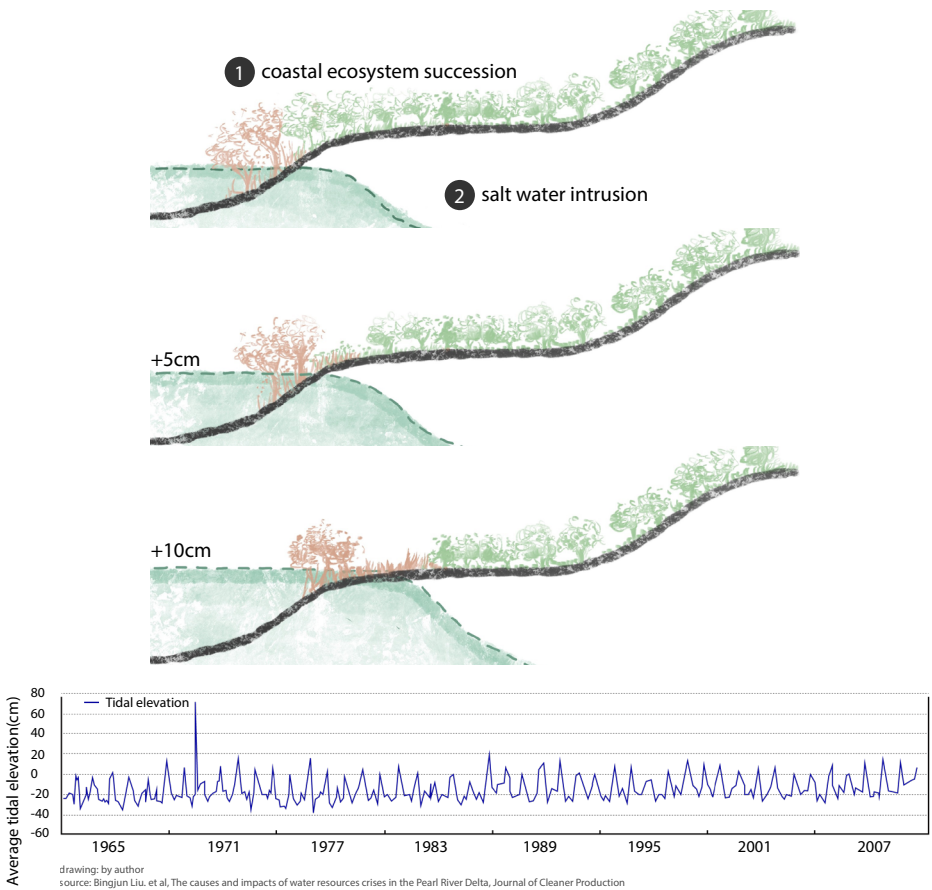 1 coastal ecosystem succession
2 salt water intrusion
+5cm
+10cm
Average tidal elevation(cm)
80
60
40
20
0
-20
-40
-60
Tidal elevation
1965 1971 1977 1983 1989 1995 2001 2007
drawing: by author
source: Bingjun Liu. et al, The causes and impacts of water resources crises in the Pearl River Delta, Journal of Cleaner Production